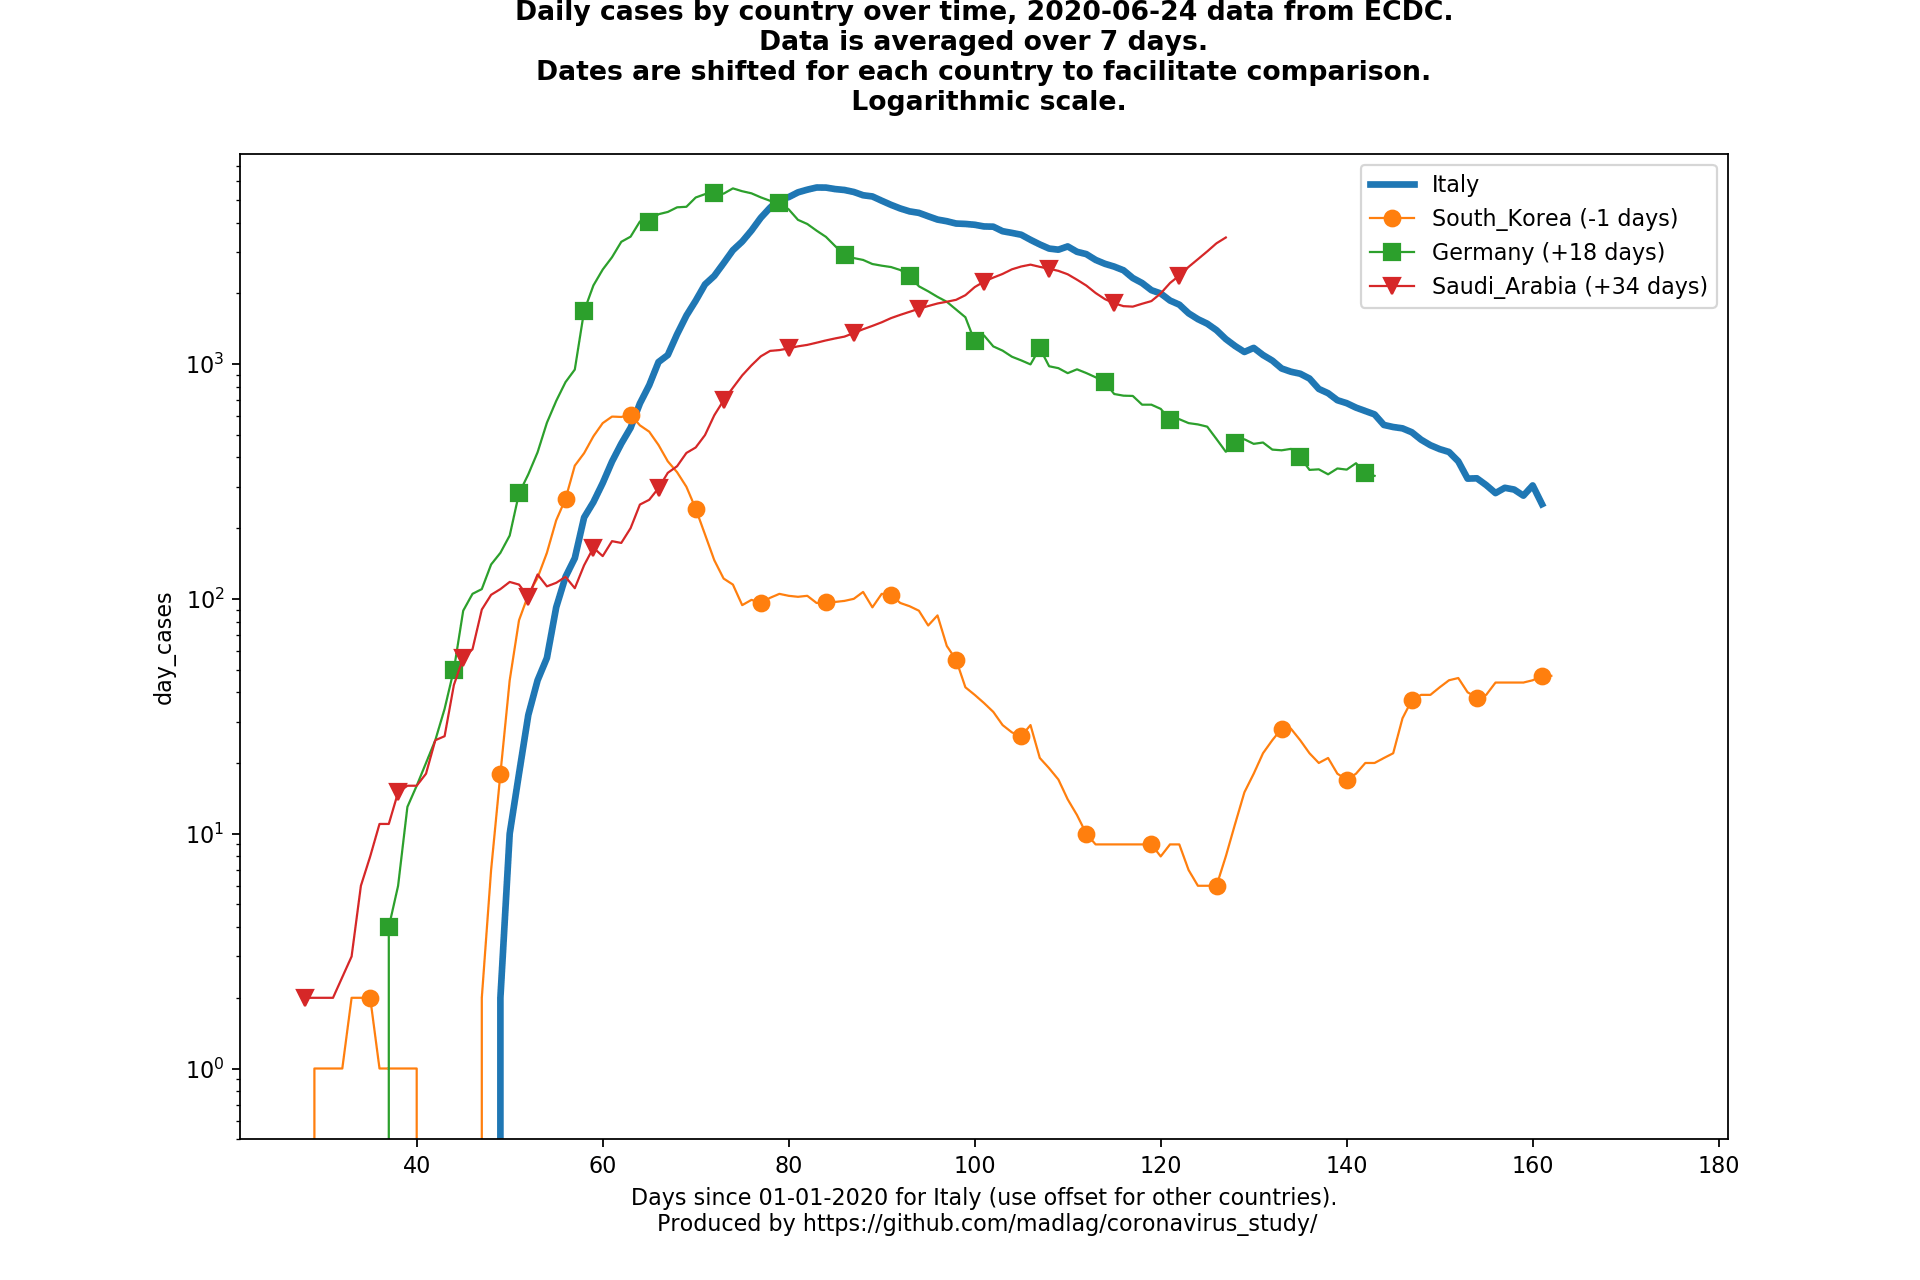 Daily cases by country over time, 2020-06-24 data from ECDC.
Data is averaged over 7 days.
Dates are shifted for each country to facilitate comparison.
Logarithmic scale.
Italy
South_Korea (-1 days)
Germany (+18 days)
Saudi_Arabia (+34 days)
day_cases
10³
10²
10¹
10⁰
40 60 80 100 120 140 160 180
Days since 01-01-2020 for Italy (use offset for other countries).
Produced by https://github.com/madlag/coronavirus_study/